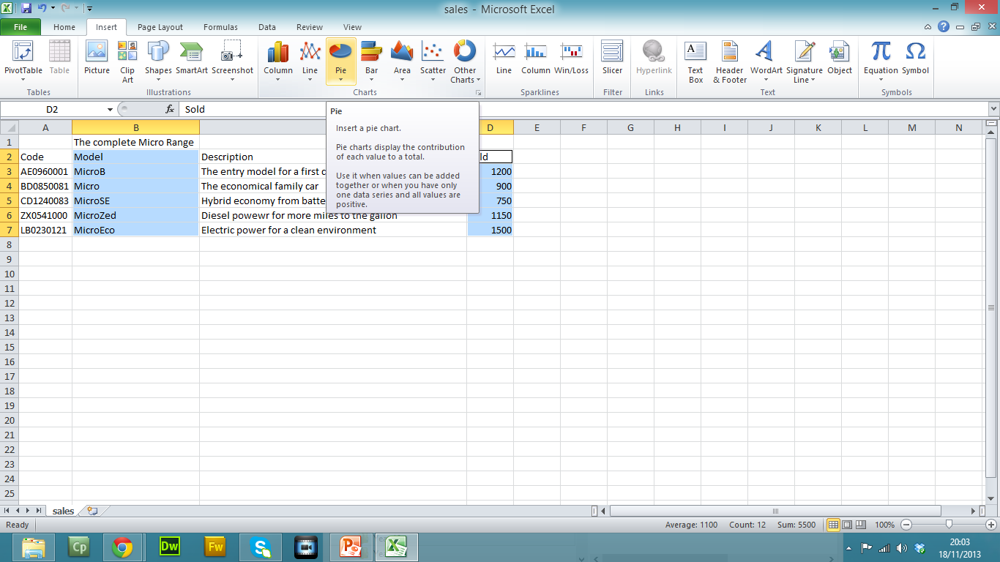 sales - Microsoft Excel
File Home Insert Page Layout Formulas Data Review View
PivotTable Table Picture Clip Art Shapes SmartArt Screenshot Column Line Pie Bar Area Scatter Other Charts Line Column Win/Loss Slicer Hyperlink Text Box Header & Footer WordArt Signature Line Object Equation Symbol
Tables Illustrations Charts Sparklines Filter Links Text Symbols
D2 fx Sold
Pie
Insert a pie chart.
Pie charts display the contribution
of each value to a total.
Use it when values can be added
together or when you have only
one data series and all values are
positive.
A B D E F G H I J K L M N
1 The complete Micro Range
2 Code Model Description ld
3 AE0960001 MicroB The entry model for a first 1200
4 BD0850081 Micro The economical family car 900
5 CD1240083 MicroSE Hybrid economy from batte 750
6 ZX0541000 MicroZed Diesel powewr for more miles to the gallon 1150
7 LB0230121 MicroEco Electric power for a clean environment 1500
8
9
10
11
12
13
14
15
16
17
18
19
20
21
22
23
24
25
sales
Ready Average: 1100 Count: 12 Sum: 5500 100%
Cp Dw Fw
20:03
18/11/2013